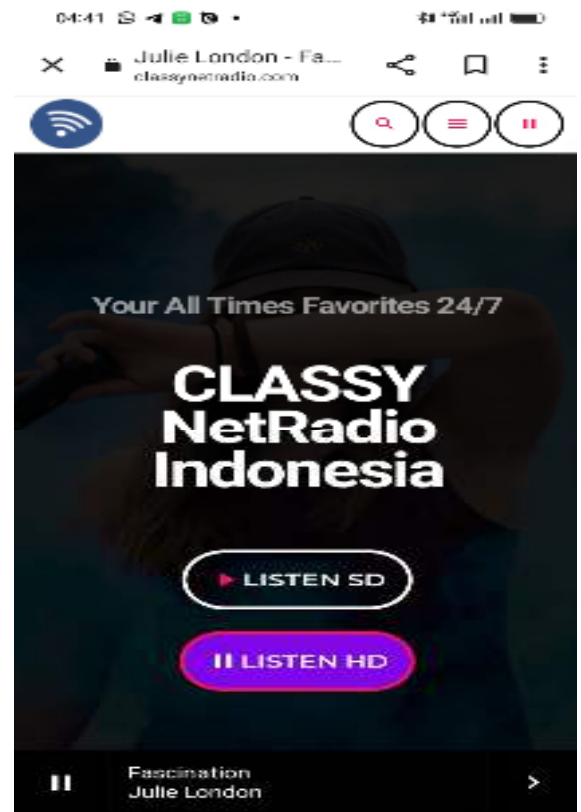 04:41
Julie London - Fa...
classynetradio.com
Your All Times Favorites 24/7
CLASSY
NetRadio
Indonesia
LISTEN SD
LISTEN HD
Fascination
Julie London